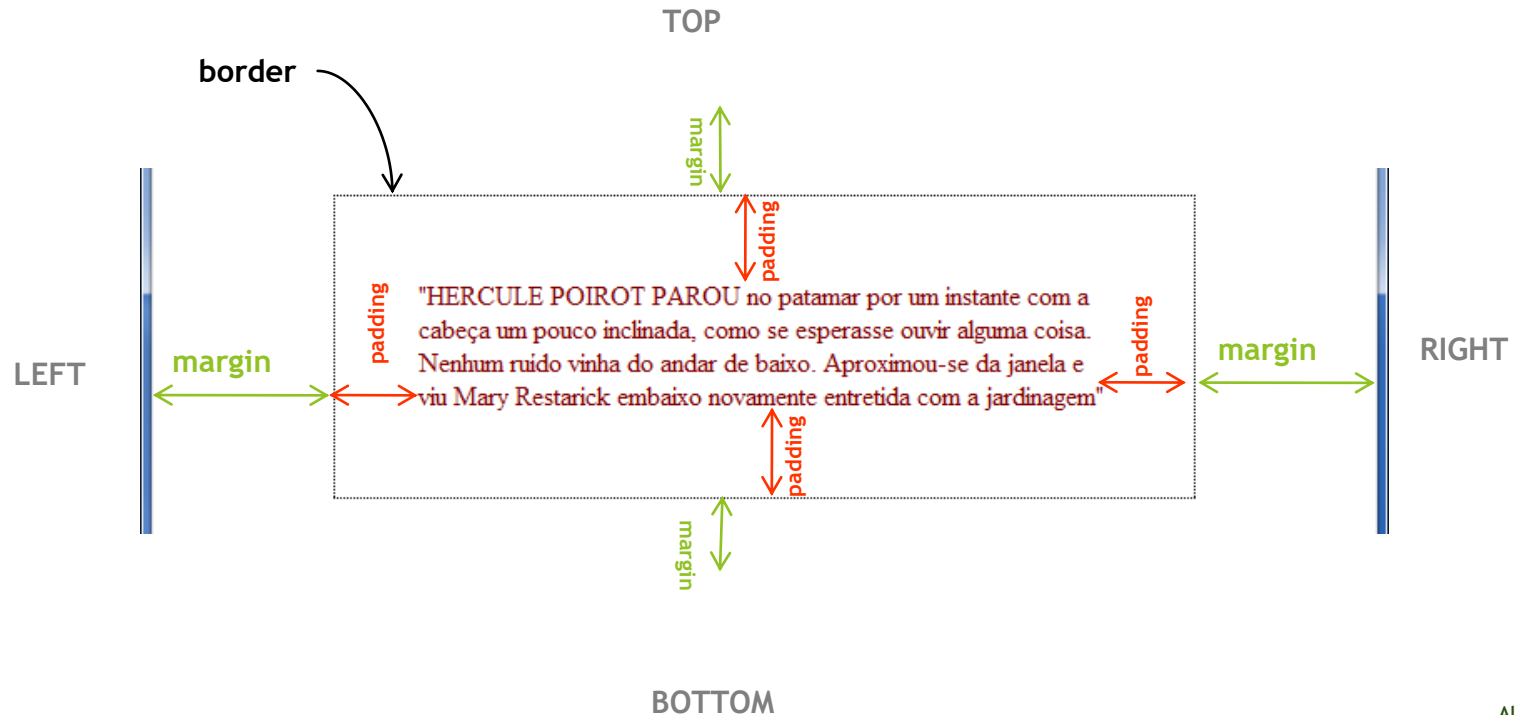 TOP
border
margin
padding
"HERCULE POIROT PAROU no patamar por um instante com a
cabeça um pouco inclinada, como se esperasse ouvir alguma coisa.
Nenhum ruído vinha do andar de baixo. Aproximou-se da janela e
viu Mary Restarick embaixo novamente entretida com a jardinagem"
padding
padding
LEFT
margin
margin
RIGHT
padding
margin
BOTTOM